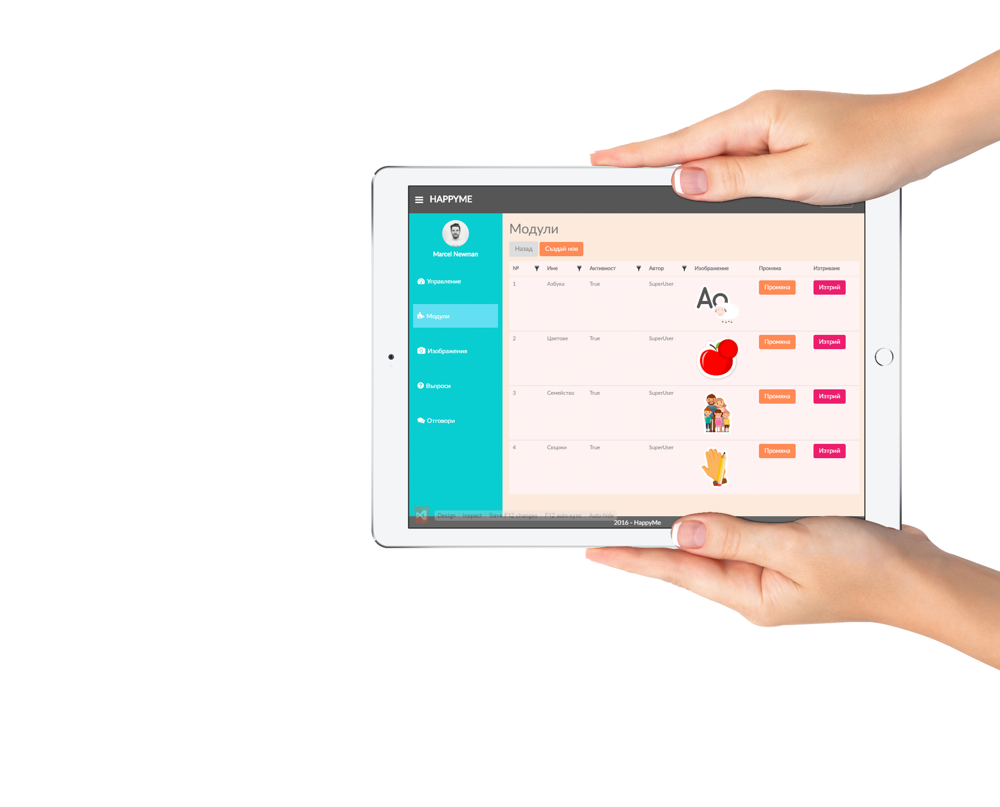 HAPPYME
Marcel Newman
Управление
Модули
Изображения
Въпроси
Отговори
Модули
Назад Създай нов
№ Име Активност Автор Изображение Промяна Изтриване
1 Азбука True SuperUser Промяна Изтрий
2 Цветове True SuperUser Промяна Изтрий
3 Семейство True SuperUser Промяна Изтрий
4 Свържи True SuperUser Промяна Изтрий
Design Inspect Save F12 changes F12 auto-sync Auto-hide
2016 - HappyMe